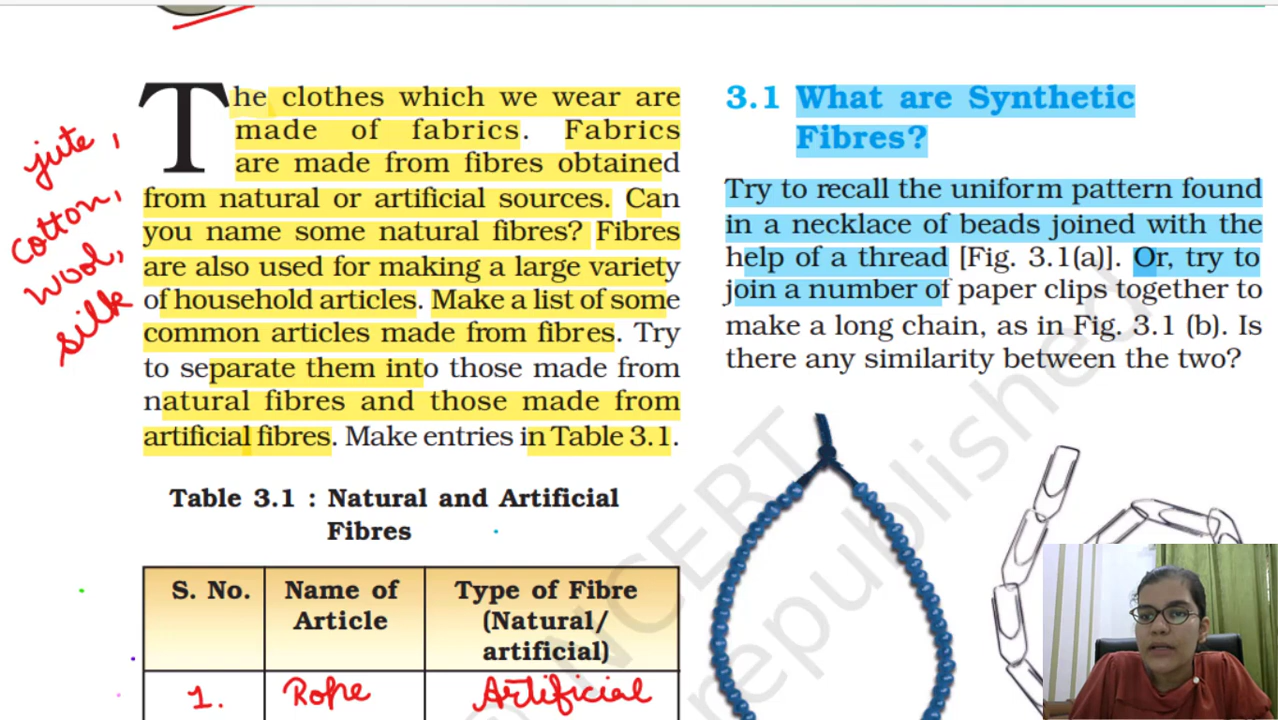 The clothes which we wear are
made of fabrics. Fabrics
are made from fibres obtained
from natural or artificial sources. Can
you name some natural fibres? Fibres
are also used for making a large variety
of household articles. Make a list of some
common articles made from fibres. Try
to separate them into those made from
natural fibres and those made from
artificial fibres. Make entries in Table 3.1.
jute,
cotton,
wool,
silk
Table 3.1 : Natural and Artificial
Fibres
S. No. Name of Article Type of Fibre (Natural/ artificial)
1. Rope Artificial
3.1 What are Synthetic
Fibres?
Try to recall the uniform pattern found
in a necklace of beads joined with the
help of a thread [Fig. 3.1(a)]. Or, try to
join a number of paper clips together to
make a long chain, as in Fig. 3.1 (b). Is
there any similarity between the two?
NCERT
republished